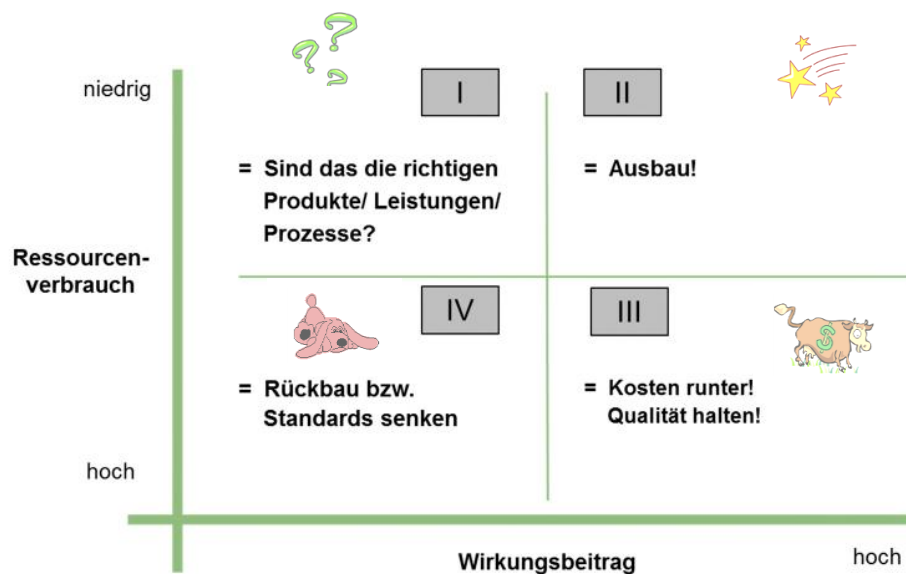 niedrig
I
II
= Sind das die richtigen
Produkte/ Leistungen/
Prozesse?
= Ausbau!
Ressourcen-
verbrauch
IV
III
= Rückbau bzw.
Standards senken
= Kosten runter!
Qualität halten!
hoch
Wirkungsbeitrag
hoch